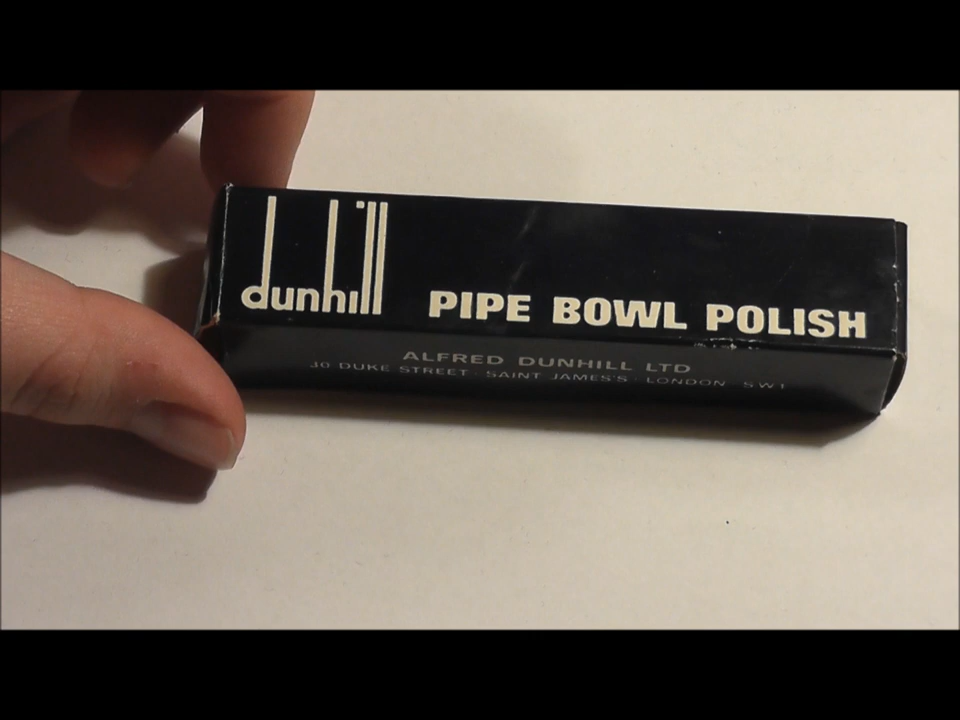 dunhill
PIPE BOWL POLISH
ALFRED DUNHILL LTD
30 DUKE STREET · SAINT JAMES'S · LONDON SW1